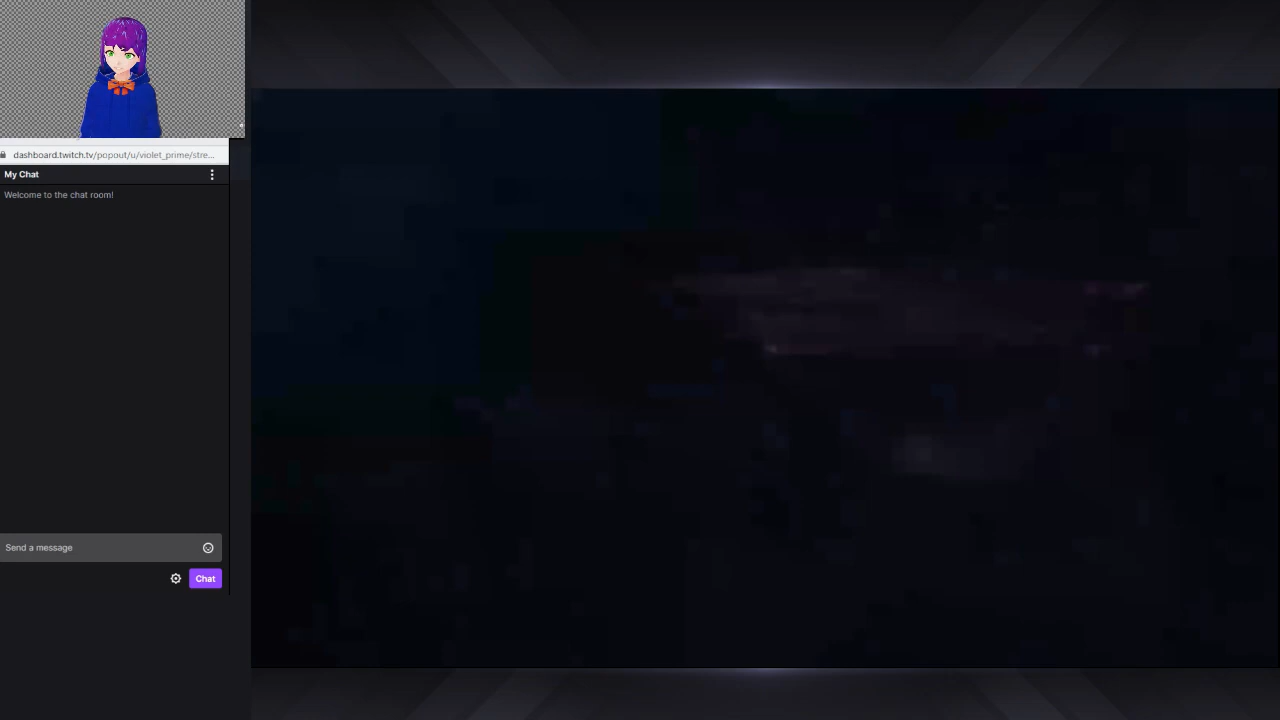 dashboard.twitch.tv/popout/u/violet_prime/stre...
My Chat
Welcome to the chat room!
Send a message
Chat